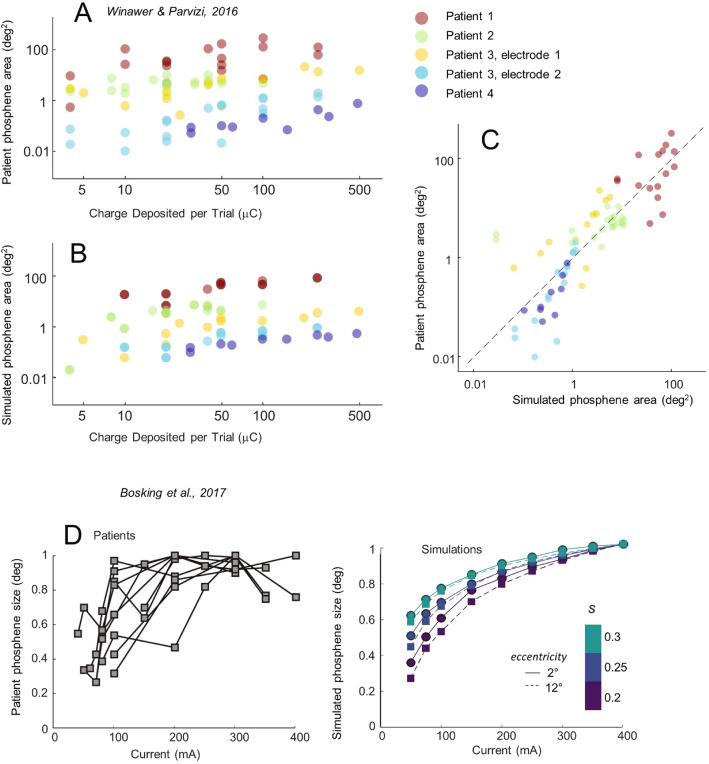 Winawer & Parvizi, 2016
A
Patient phosphene area (deg²)
100
1
0.01
5 10 50 100 500
Charge Deposited per Trial (μC)
Patient 1
Patient 2
Patient 3, electrode 1
Patient 3, electrode 2
Patient 4
B
Simulated phosphene area (deg²)
100
1
0.01
5 10 50 100 500
Charge Deposited per Trial (μC)
C
Patient phosphene area (deg²)
100
1
0.01
0.01 1 100
Simulated phosphene area (deg²)
Bosking et al., 2017
D
Patients
Patient phosphene size (deg)
1
0.8
0.6
0.4
0.2
0
0 100 200 300 400
Current (mA)
Simulations
Simulated phosphene size (deg)
1
0.8
0.6
0.4
0.2
0
0 100 200 300 400
Current (mA)
eccentricity
2°
12°
S
0.3
0.25
0.2